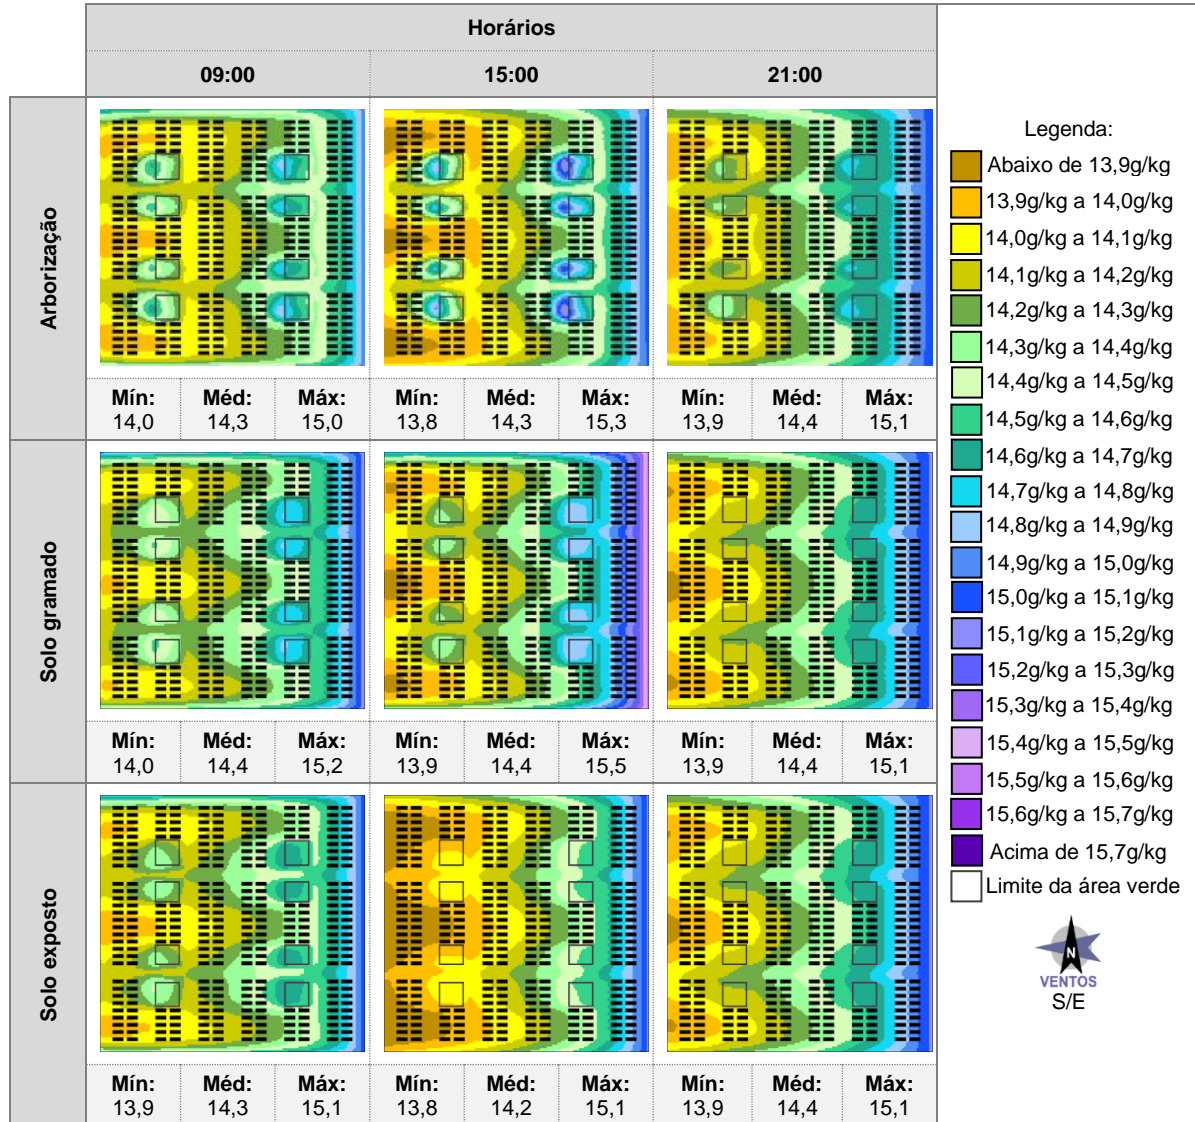 Horários
09:00 15:00 21:00
Arborização
Mín: Méd: Máx: Mín: Méd: Máx: Mín: Méd: Máx:
14,0 14,3 15,0 13,8 14,3 15,3 13,9 14,4 15,1
Solo gramado
Mín: Méd: Máx: Mín: Méd: Máx: Mín: Méd: Máx:
14,0 14,4 15,2 13,9 14,4 15,5 13,9 14,4 15,1
Solo exposto
Mín: Méd: Máx: Mín: Méd: Máx: Mín: Méd: Máx:
13,9 14,3 15,1 13,8 14,2 15,1 13,9 14,4 15,1
Legenda:
Abaixo de 13,9g/kg
13,9g/kg a 14,0g/kg
14,0g/kg a 14,1g/kg
14,1g/kg a 14,2g/kg
14,2g/kg a 14,3g/kg
14,3g/kg a 14,4g/kg
14,4g/kg a 14,5g/kg
14,5g/kg a 14,6g/kg
14,6g/kg a 14,7g/kg
14,7g/kg a 14,8g/kg
14,8g/kg a 14,9g/kg
14,9g/kg a 15,0g/kg
15,0g/kg a 15,1g/kg
15,1g/kg a 15,2g/kg
15,2g/kg a 15,3g/kg
15,3g/kg a 15,4g/kg
15,4g/kg a 15,5g/kg
15,5g/kg a 15,6g/kg
15,6g/kg a 15,7g/kg
Acima de 15,7g/kg
Limite da área verde
N
VENTOS
S/E